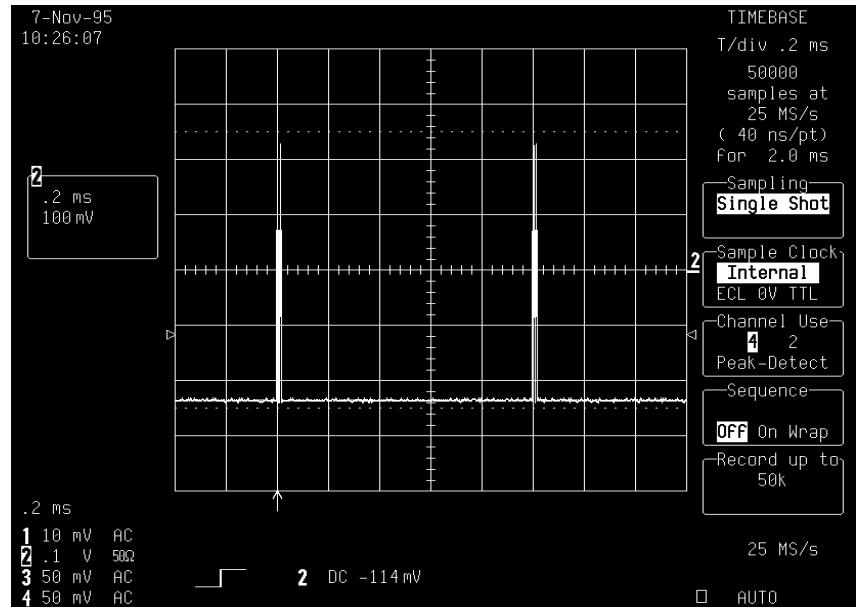 7-Nov-95
10:26:07
2
.2 ms
100 mV
TIMEBASE
T/div .2 ms
50000
samples at
25 MS/s
( 40 ns/pt)
for 2.0 ms
Sampling
Single Shot
2
Sample Clock
Internal
ECL 0V TTL
Channel Use
4 2
Peak-Detect
Sequence
Off On Wrap
Record up to
50k
.2 ms
1 10 mV AC
2 .1 V 50Ω
3 50 mV AC
4 50 mV AC
2 DC -114 mV
25 MS/s
AUTO